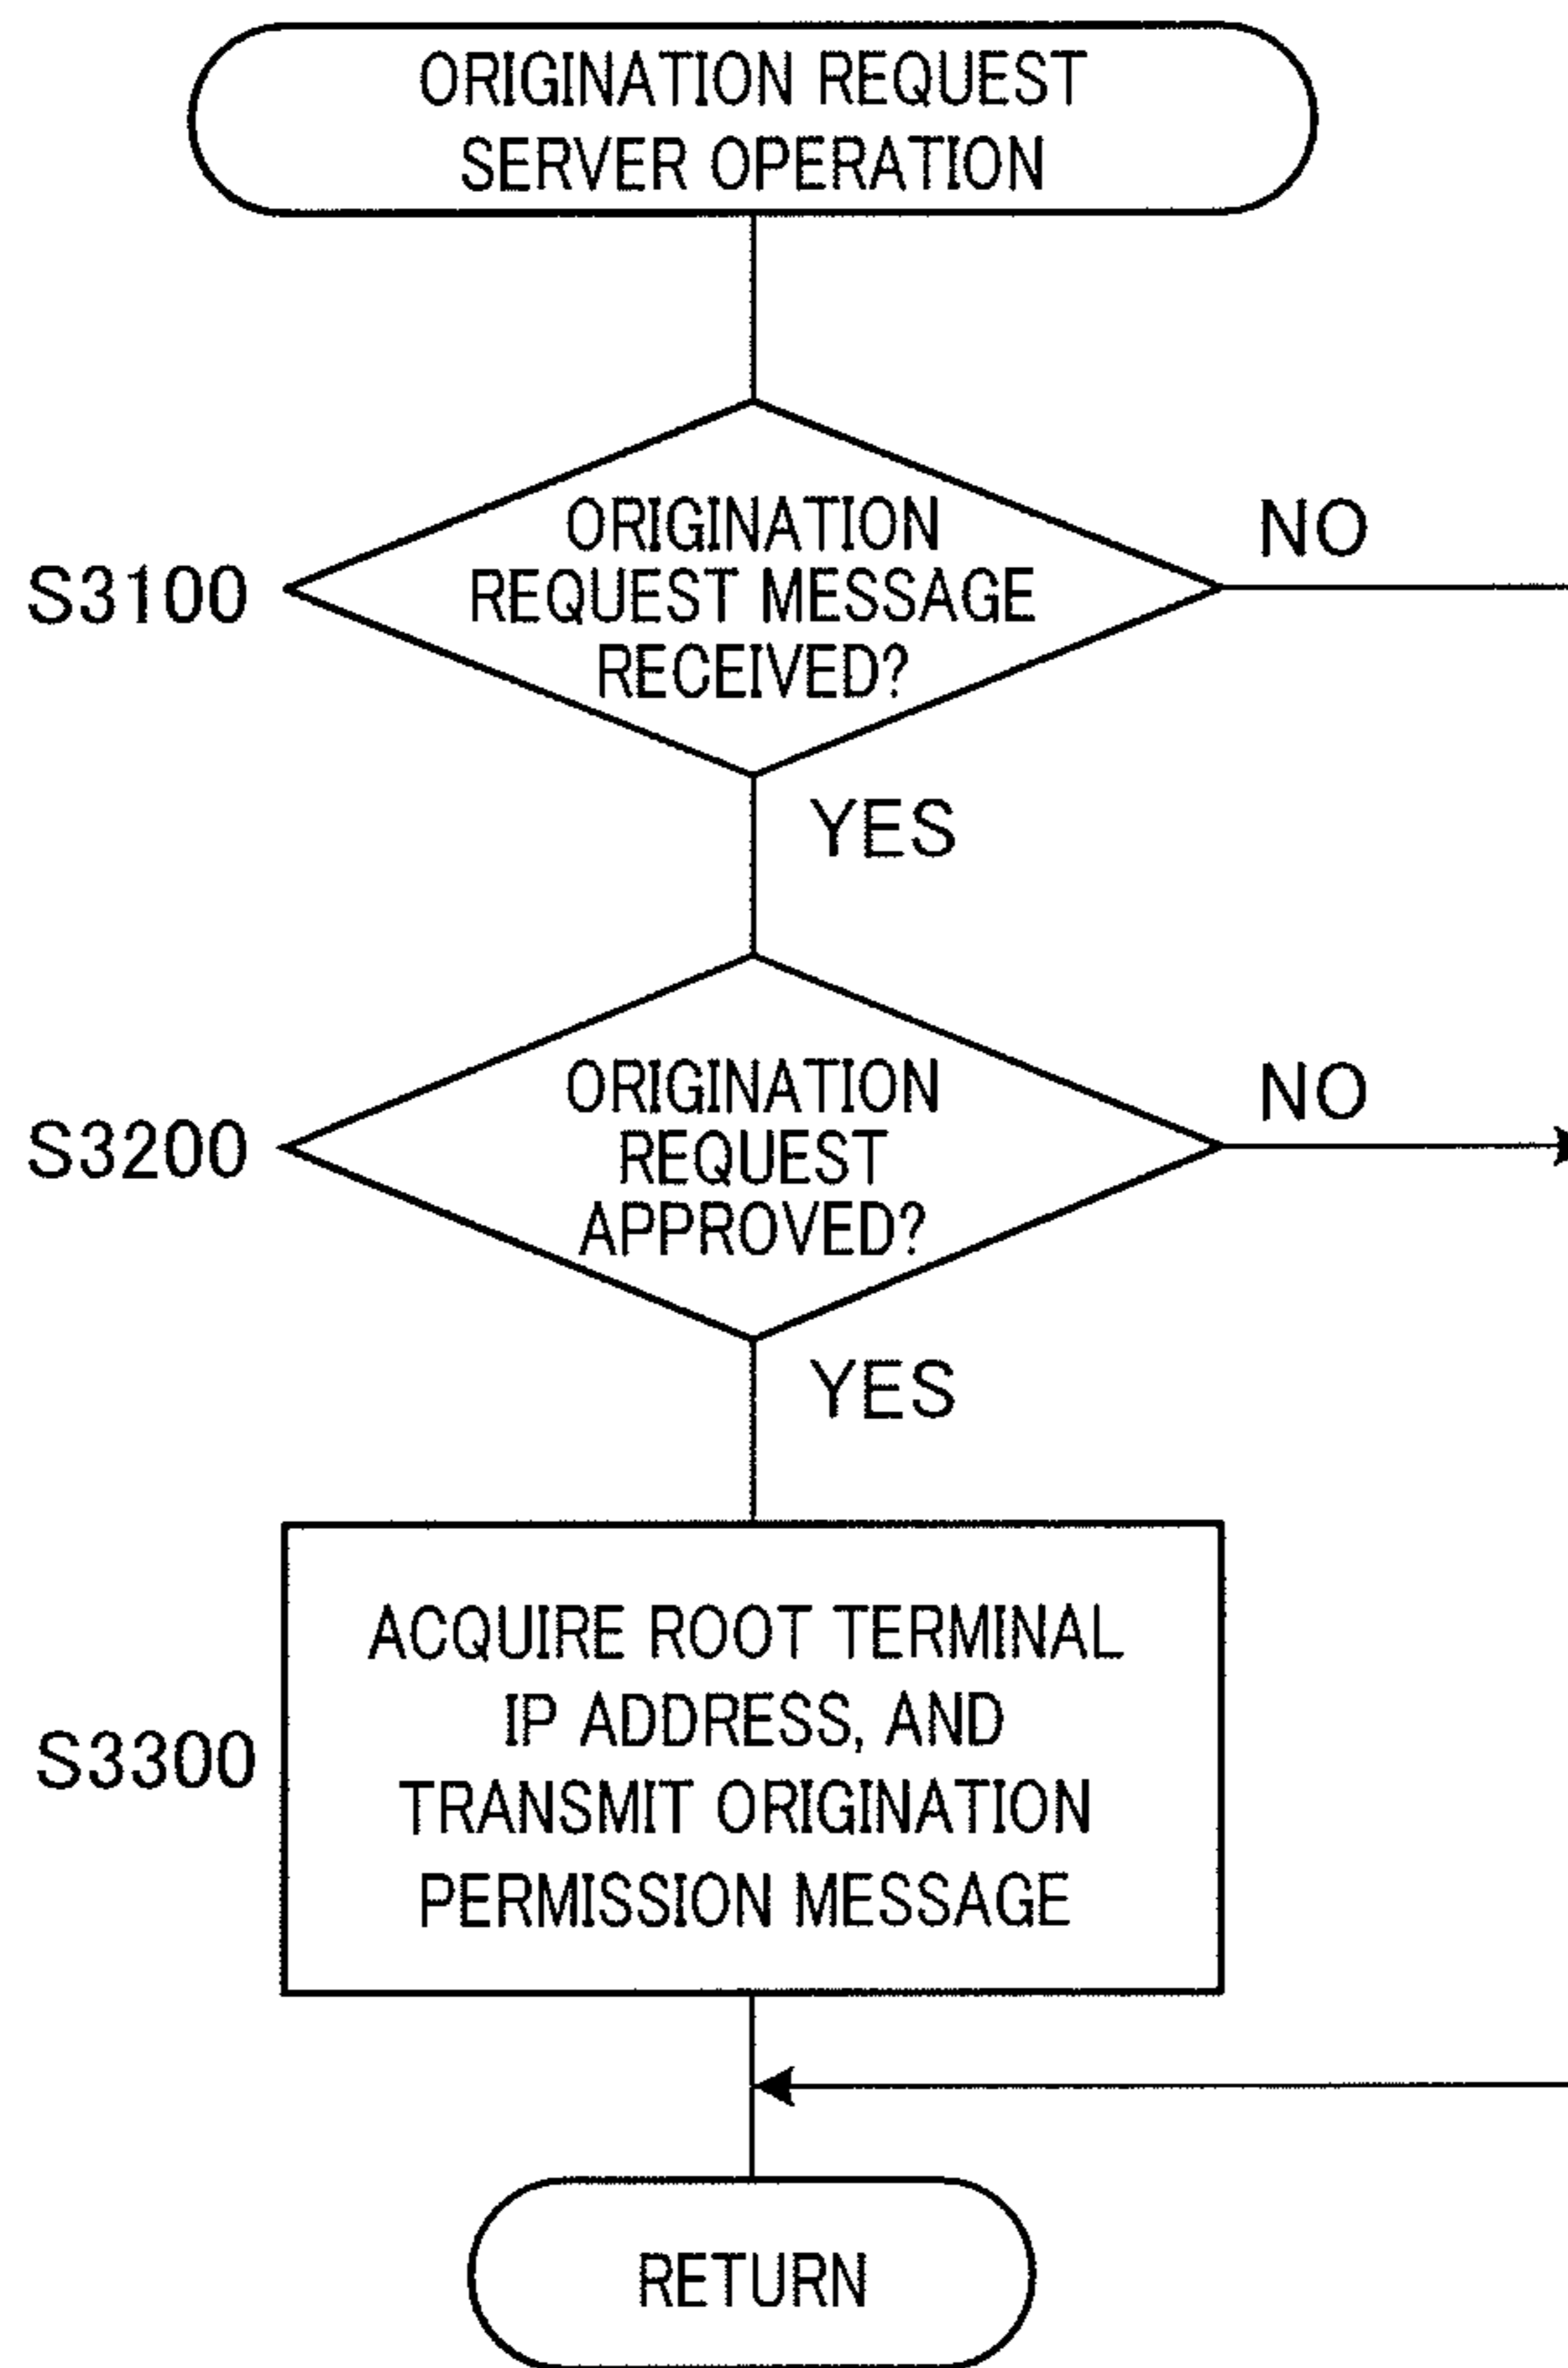 ORIGINATION REQUEST
SERVER OPERATION
ORIGINATION
REQUEST MESSAGE
RECEIVED?
NO
S3100
YES
ORIGINATION
REQUEST
APPROVED?
NO
S3200
YES
ACQUIRE ROOT TERMINAL
IP ADDRESS, AND
TRANSMIT ORIGINATION
PERMISSION MESSAGE
S3300
RETURN